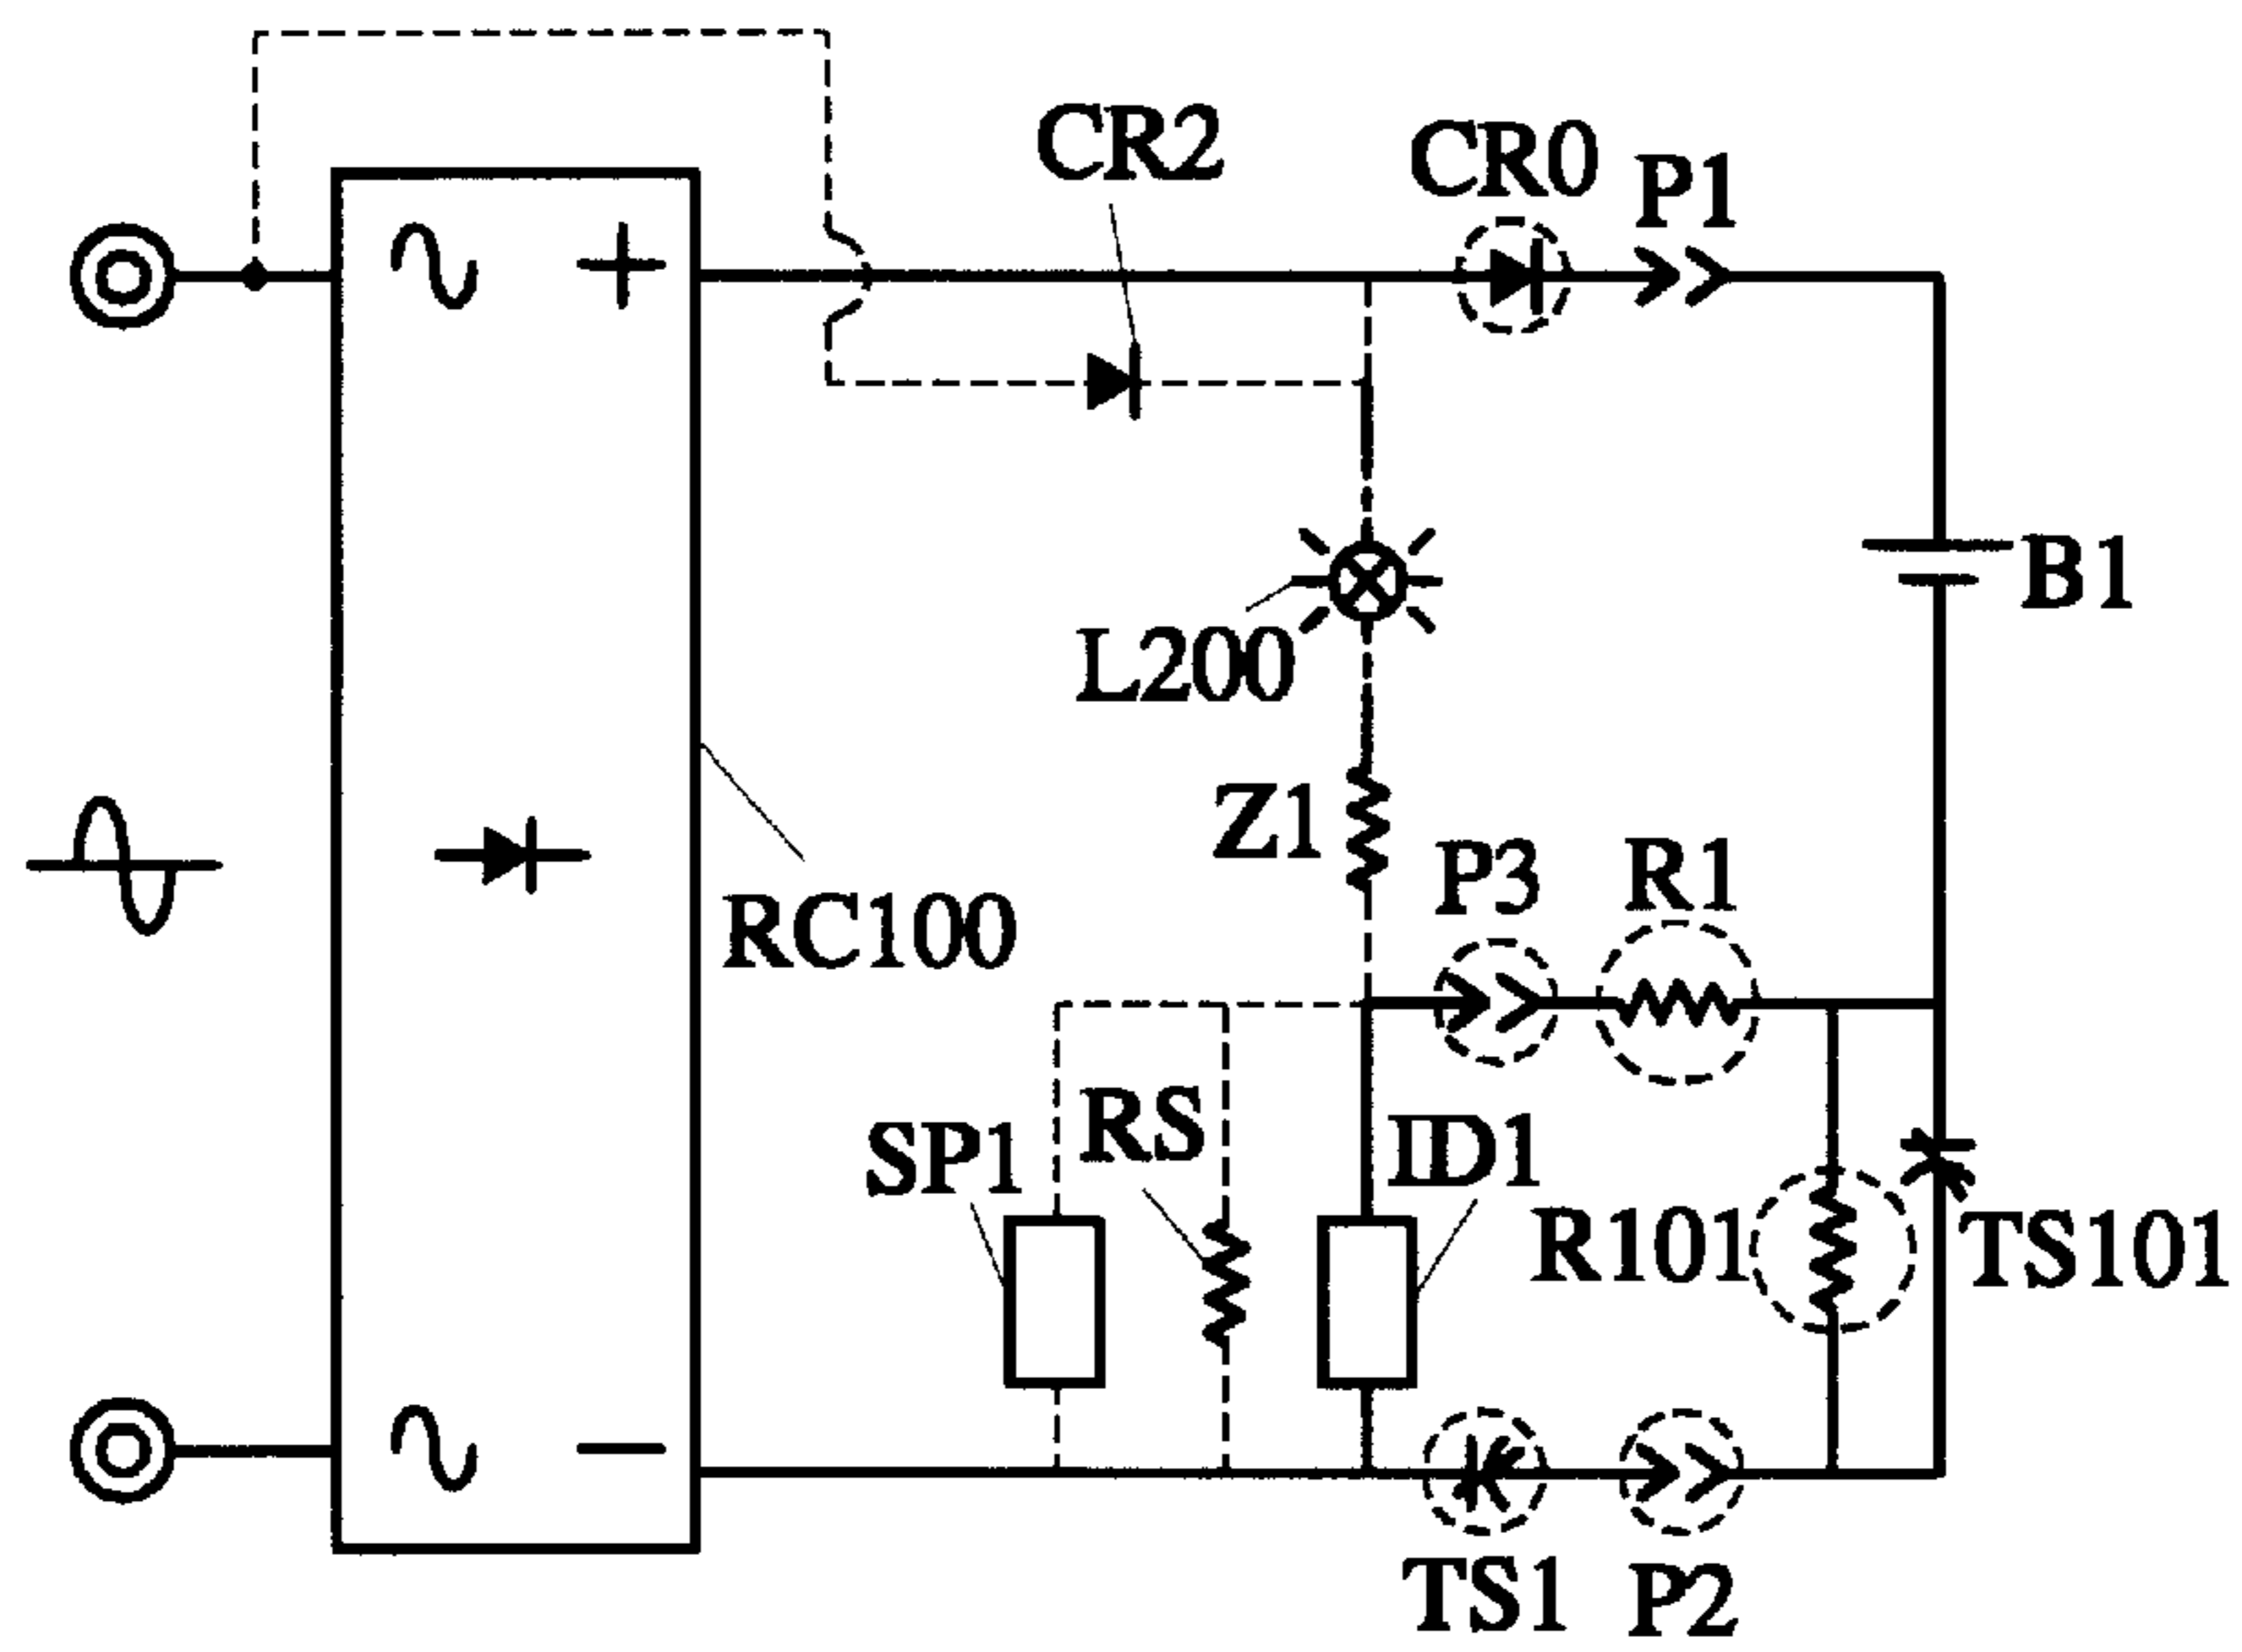 CR2
CR0
P1
+
B1
L200
Z1
P3
R1
RC100
RS
SP1
ID1
R101
TS101
−
TS1
P2